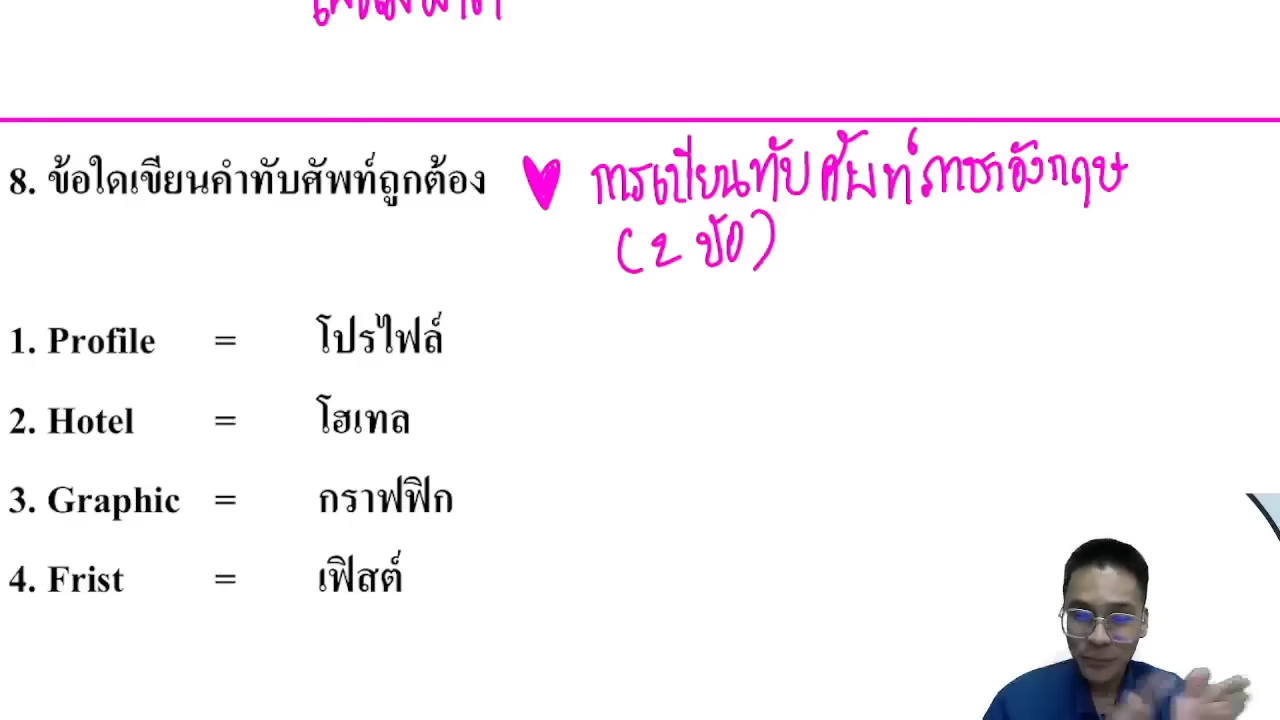 8. ข้อใดเขียนคำทับศัพท์ถูกต้อง ♥ การเขียนทับศัพท์ภาษาอังกฤษ
(2 ข้อ)
1. Profile = โปรไฟล์
2. Hotel = โฮเทล
3. Graphic = กราฟฟิก
4. Frist = เฟิสต์